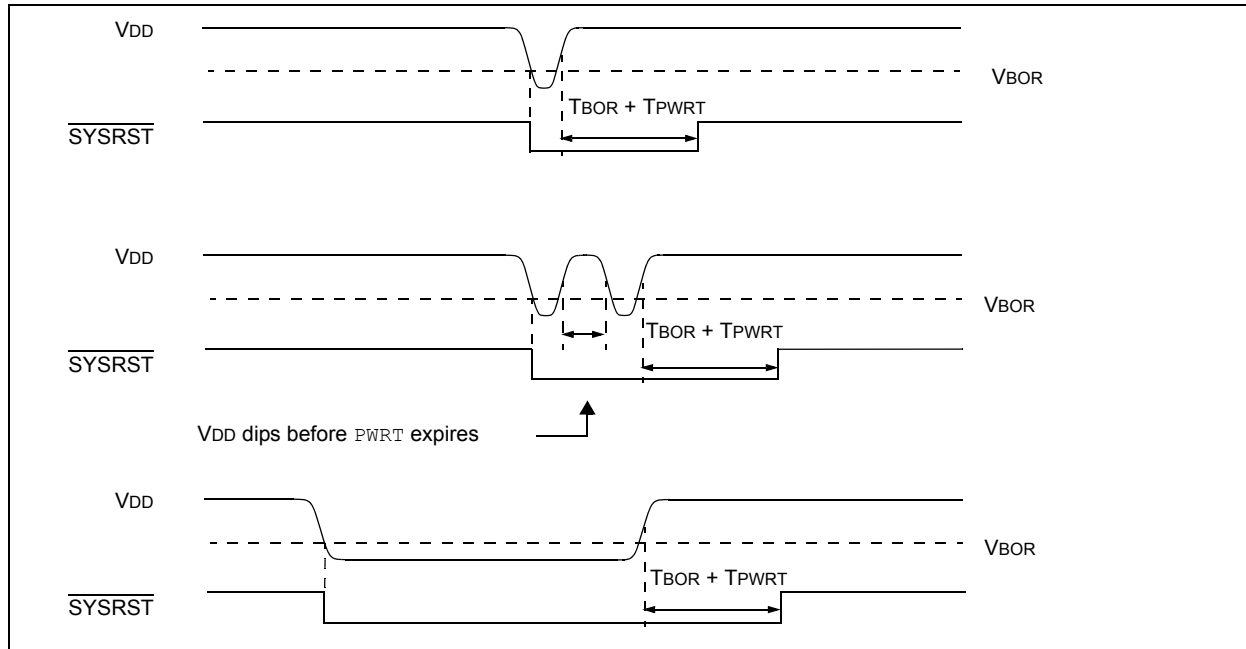 VDD
VBOR
TBOR + TPWRT
SYSRST
VDD
VBOR
TBOR + TPWRT
SYSRST
VDD dips before PWRT expires
VDD
VBOR
TBOR + TPWRT
SYSRST